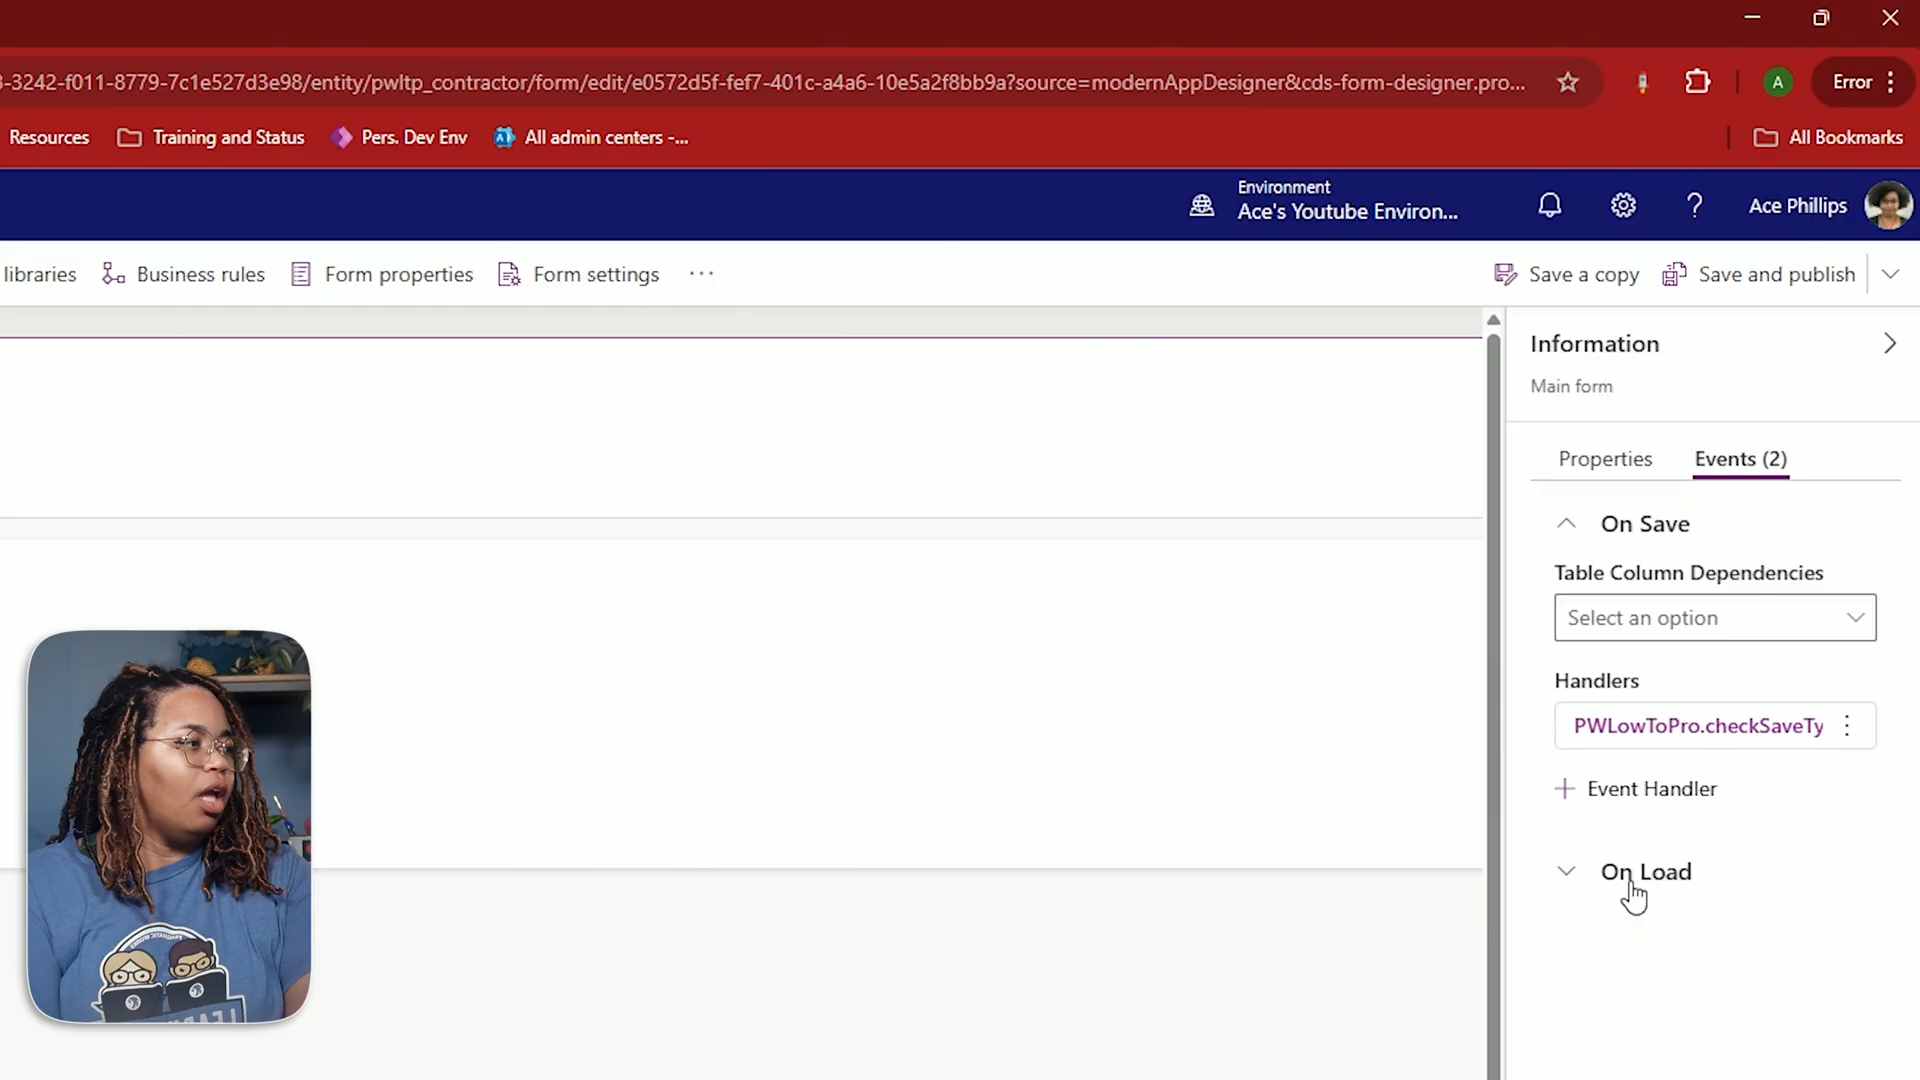 3-3242-f011-8779-7c1e527d3e98/entity/pwltp_contractor/form/edit/e0572d5f-fef7-401c-a4a6-10e5a2f8bb9a?source=modernAppDesigner&cds-form-designer.pro...
A
Error
Resources
Training and Status
Pers. Dev Env
All admin centers -...
All Bookmarks
Environment
Ace's Youtube Environ...
Ace Phillips
libraries
Business rules
Form properties
Form settings
Save a copy
Save and publish
Information
Main form
Properties
Events (2)
On Save
Table Column Dependencies
Select an option
Handlers
PWLowToPro.checkSaveTy
Event Handler
On Load